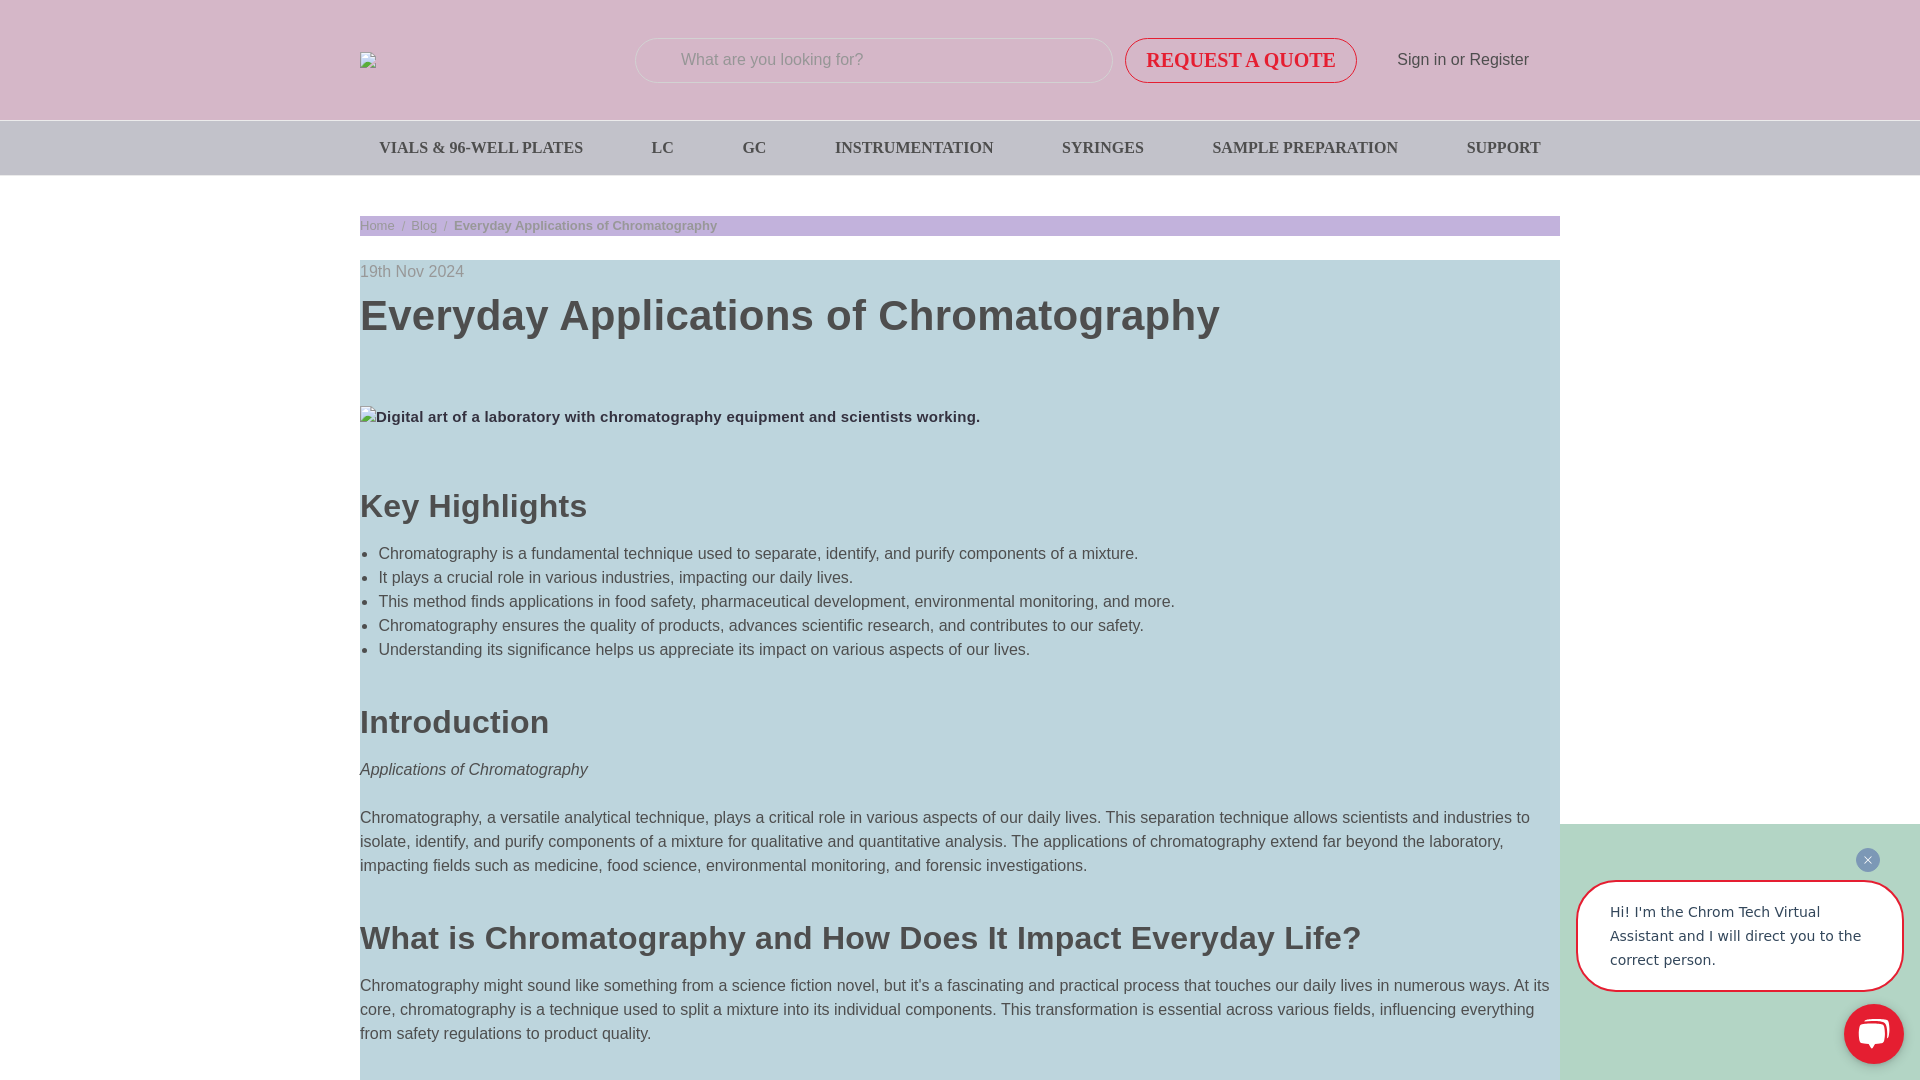 What are you looking for?
REQUEST A QUOTE
Sign in or Register
VIALS & 96-WELL PLATES LC GC INSTRUMENTATION SYRINGES SAMPLE PREPARATION SUPPORT
Home / Blog / Everyday Applications of Chromatography
19th Nov 2024
Everyday Applications of Chromatography
Digital art of a laboratory with chromatography equipment and scientists working.
Key Highlights
Chromatography is a fundamental technique used to separate, identify, and purify components of a mixture.
It plays a crucial role in various industries, impacting our daily lives.
This method finds applications in food safety, pharmaceutical development, environmental monitoring, and more.
Chromatography ensures the quality of products, advances scientific research, and contributes to our safety.
Understanding its significance helps us appreciate its impact on various aspects of our lives.
Introduction
Applications of Chromatography
Chromatography, a versatile analytical technique, plays a critical role in various aspects of our daily lives. This separation technique allows scientists and industries to
isolate, identify, and purify components of a mixture for qualitative and quantitative analysis. The applications of chromatography extend far beyond the laboratory,
impacting fields such as medicine, food science, environmental monitoring, and forensic investigations.
What is Chromatography and How Does It Impact Everyday Life?
Chromatography might sound like something from a science fiction novel, but it's a fascinating and practical process that touches our daily lives in numerous ways. At its
core, chromatography is a technique used to split a mixture into its individual components. This transformation is essential across various fields, influencing everything
from safety regulations to product quality.
Hi! I'm the Chrom Tech Virtual
Assistant and I will direct you to the
correct person.